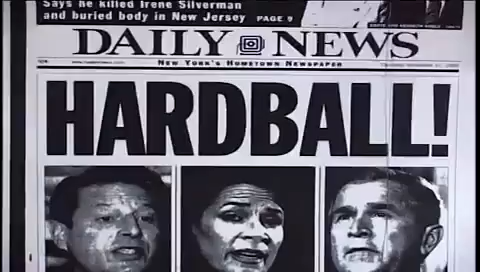 Says he killed Irene Silverman
and buried body in New Jersey PAGE 9
DAILY NEWS
NEW YORK'S HOMETOWN NEWSPAPER
HARDBALL!